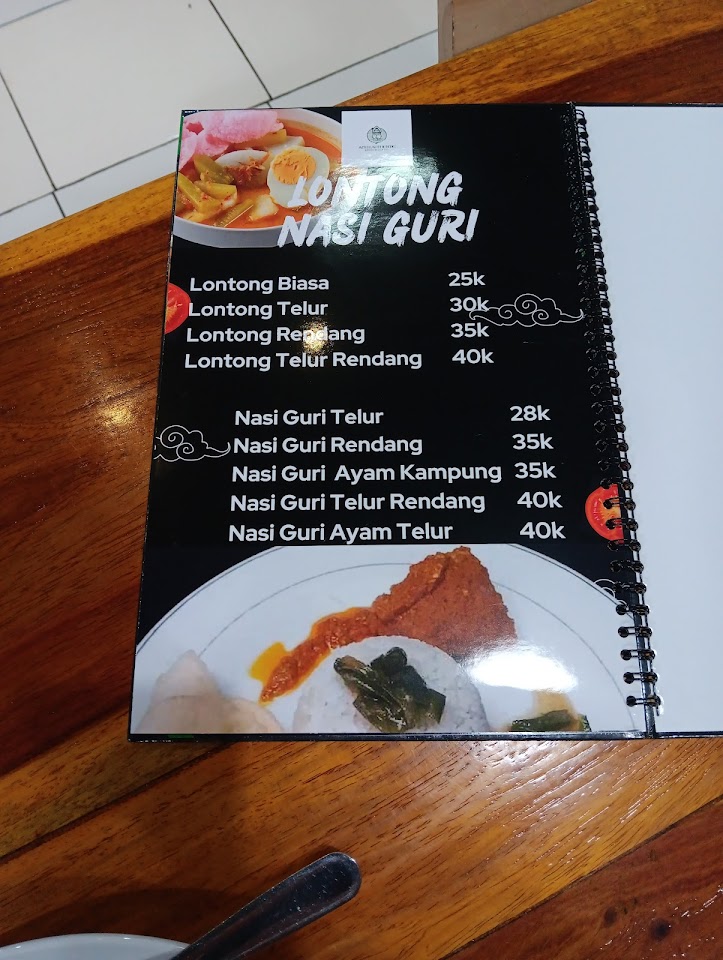 LONTONG
NASI GURI
Lontong Biasa 25k
Lontong Telur 30k
Lontong Rendang 35k
Lontong Telur Rendang 40k
Nasi Guri Telur 28k
Nasi Guri Rendang 35k
Nasi Guri Ayam Kampung 35k
Nasi Guri Telur Rendang 40k
Nasi Guri Ayam Telur 40k